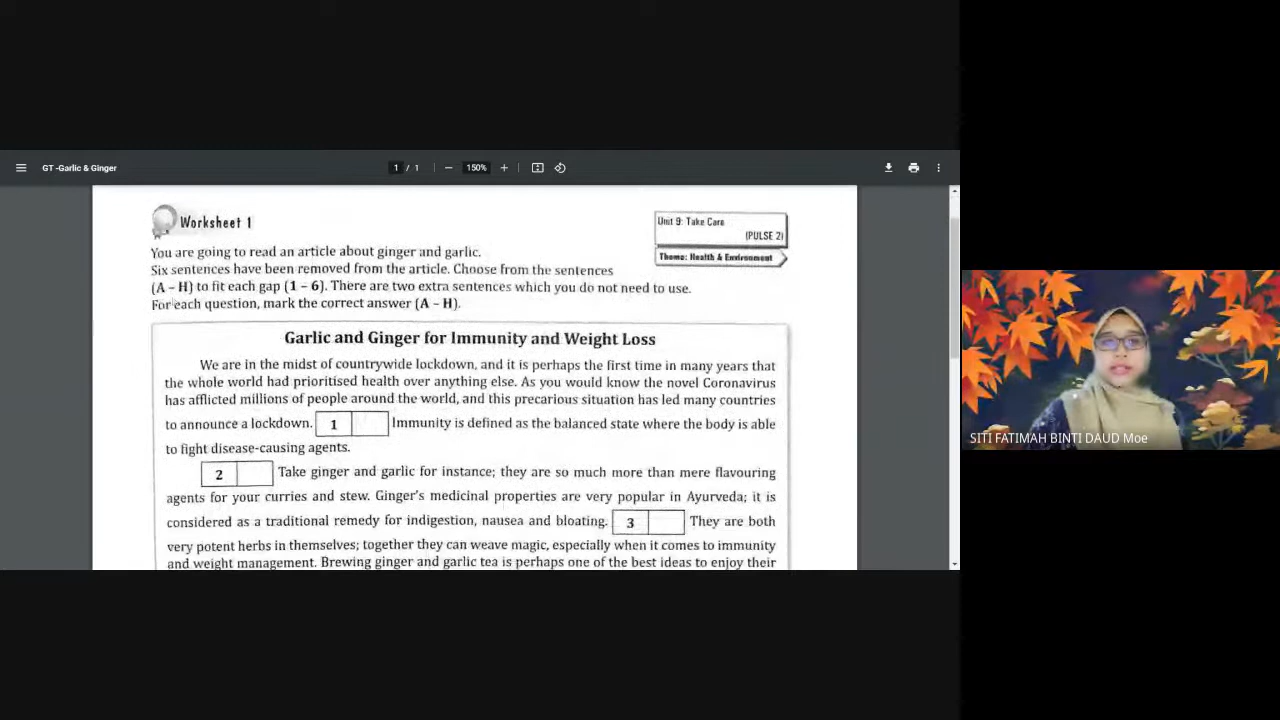 GT -Garlic & Ginger
1 / 1
150%
Worksheet 1
Unit 9: Take Care
(PULSE 2)
Theme: Health & Environment
You are going to read an article about ginger and garlic.
Six sentences have been removed from the article. Choose from the sentences
(A – H) to fit each gap (1 – 6). There are two extra sentences which you do not need to use.
For each question, mark the correct answer (A – H).
Garlic and Ginger for Immunity and Weight Loss
We are in the midst of countrywide lockdown, and it is perhaps the first time in many years that
the whole world had prioritised health over anything else. As you would know the novel Coronavirus
has afflicted millions of people around the world, and this precarious situation has led many countries
to announce a lockdown. 1 Immunity is defined as the balanced state where the body is able
to fight disease-causing agents.
2 Take ginger and garlic for instance; they are so much more than mere flavouring
agents for your curries and stew. Ginger's medicinal properties are very popular in Ayurveda; it is
considered as a traditional remedy for indigestion, nausea and bloating. 3 They are both
very potent herbs in themselves; together they can weave magic, especially when it comes to immunity
and weight management. Brewing ginger and garlic tea is perhaps one of the best ideas to enjoy their
SITI FATIMAH BINTI DAUD Moe